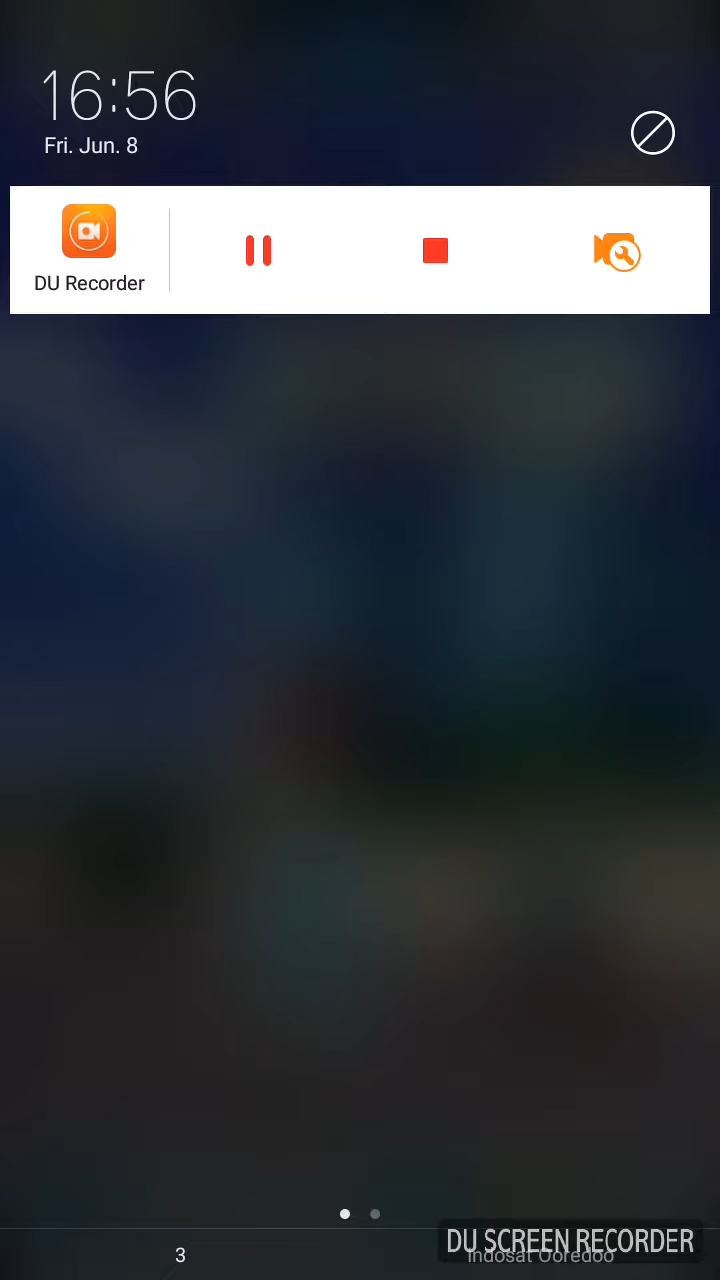 16:56
Fri. Jun. 8
DU Recorder
3
DU SCREEN RECORDER
Indosat Ooredoo